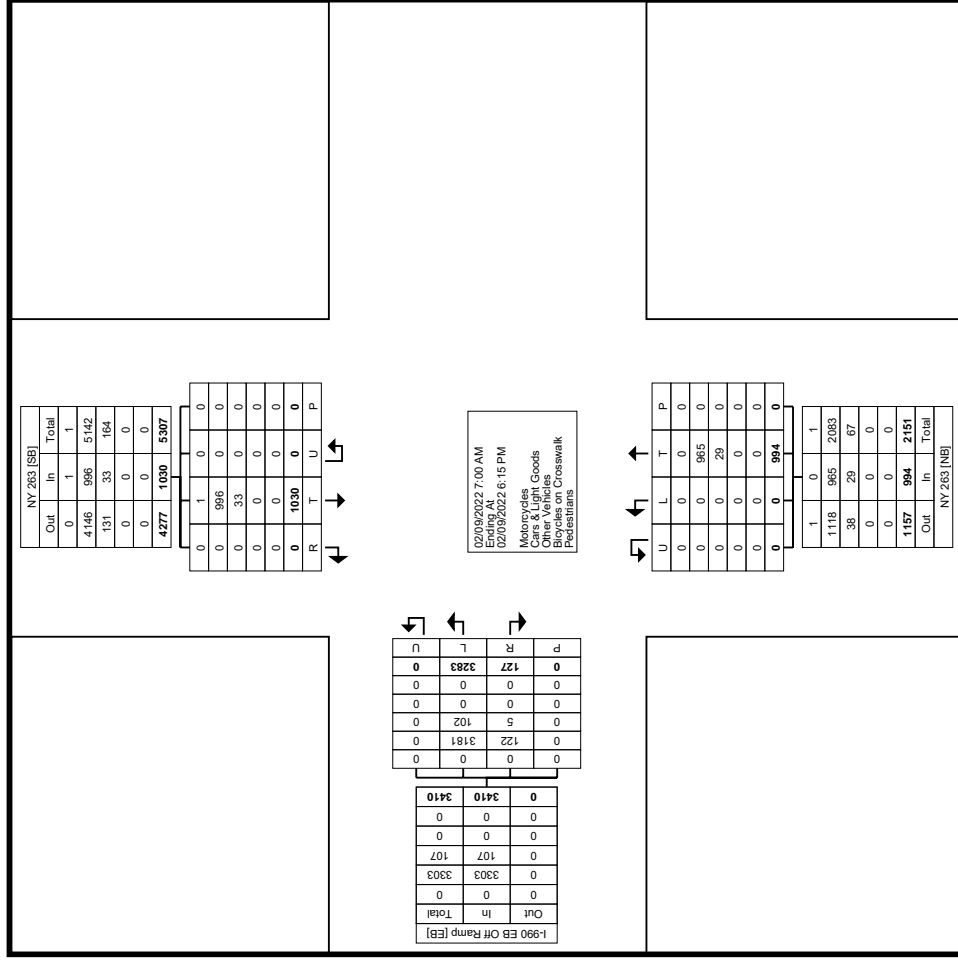 NY 263 [SB]
Out In Total
0 1 1
4146 996 5142
131 33 164
0 0 0
0 0 0
4277 1030 5307
0 1 0 0
0 996 0 0
0 33 0 0
0 0 0 0
0 0 0 0
0 1030 0 0
R T U P
02/09/2022 7:00 AM
Ending At
02/09/2022 6:15 PM
Motorcycles
Cars & Light Goods
Other Vehicles
Bicycles on Crosswalk
Pedestrians
I-990 EB Off Ramp [EB]
Out In Total
0 0 0
0 3303 3303
0 107 107
0 0 0
0 0 0
0 3410 3410
0 0 0 0
0 122 3181 0
0 5 102 0
0 0 0 0
0 0 0 0
0 127 3283 0
P R L U
U L T P
0 0 0 0
0 0 965 0
0 0 29 0
0 0 0 0
0 0 0 0
0 0 994 0
1 0 1
1118 965 2083
38 29 67
0 0 0
0 0 0
1157 994 2151
Out In Total
NY 263 [NB]